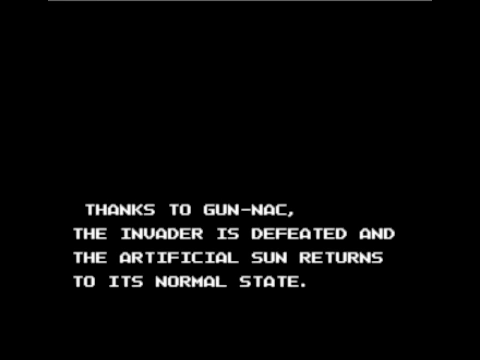 THANKS TO GUN-NAC,
THE INVADER IS DEFEATED AND
THE ARTIFICIAL SUN RETURNS
TO ITS NORMAL STATE.